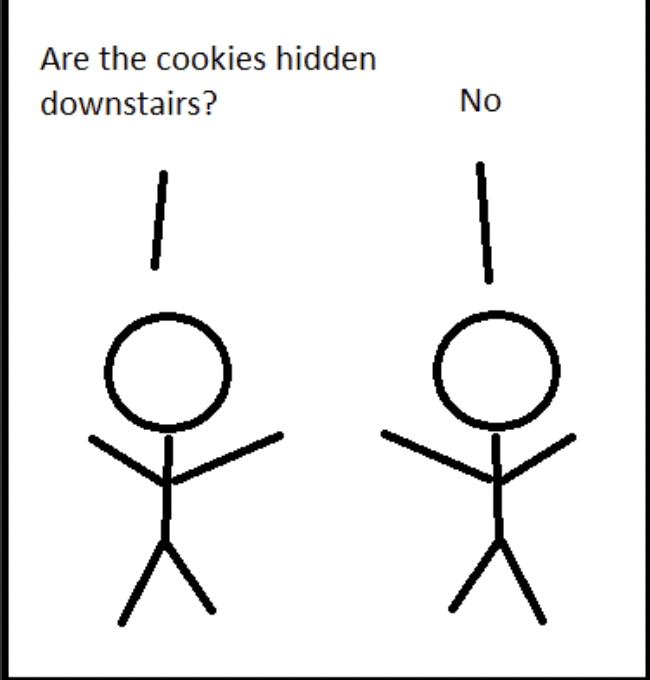 Are the cookies hidden
downstairs?
No